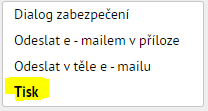 Dialog zabezpečení
Odeslat e - mailem v příloze
Odeslat v těle e - mailu
Tisk